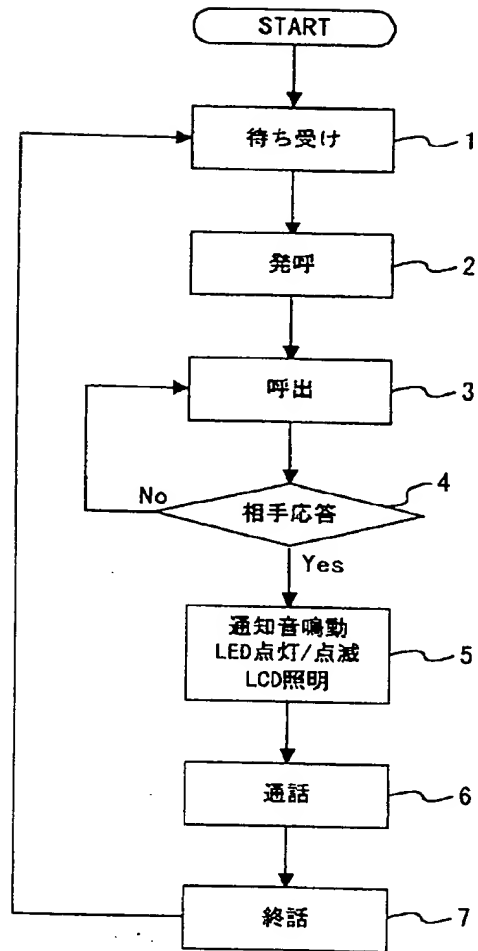 START
待ち受け
1
発呼
2
呼出
3
No
相手応答
4
Yes
通知音鳴動
LED点灯/点滅
LCD照明
5
通話
6
終話
7